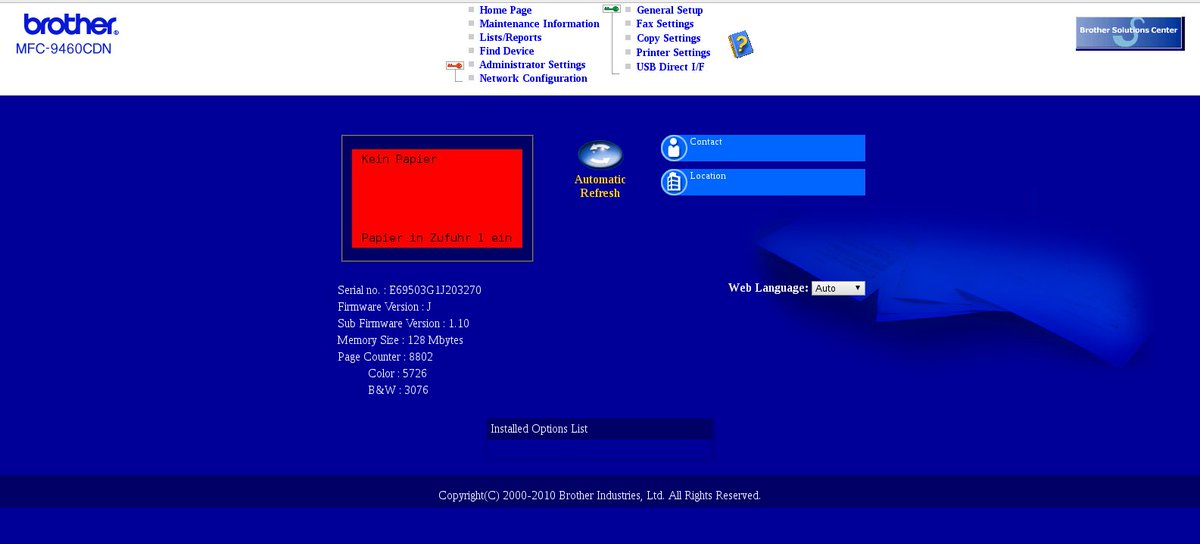 brother.
MFC-9460CDN
Home Page
Maintenance Information
Lists/Reports
Find Device
Administrator Settings
Network Configuration
General Setup
Fax Settings
Copy Settings
Printer Settings
USB Direct I/F
Brother Solutions Center
Kein Papier
Papier in Zufuhr 1 ein
Automatic
Refresh
Contact
Location
Web Language: Auto
Serial no. : E69503G1J203270
Firmware Version : J
Sub Firmware Version : 1.10
Memory Size : 128 Mbytes
Page Counter : 8802
Color : 5726
B&W : 3076
Installed Options List
Copyright(C) 2000-2010 Brother Industries, Ltd. All Rights Reserved.